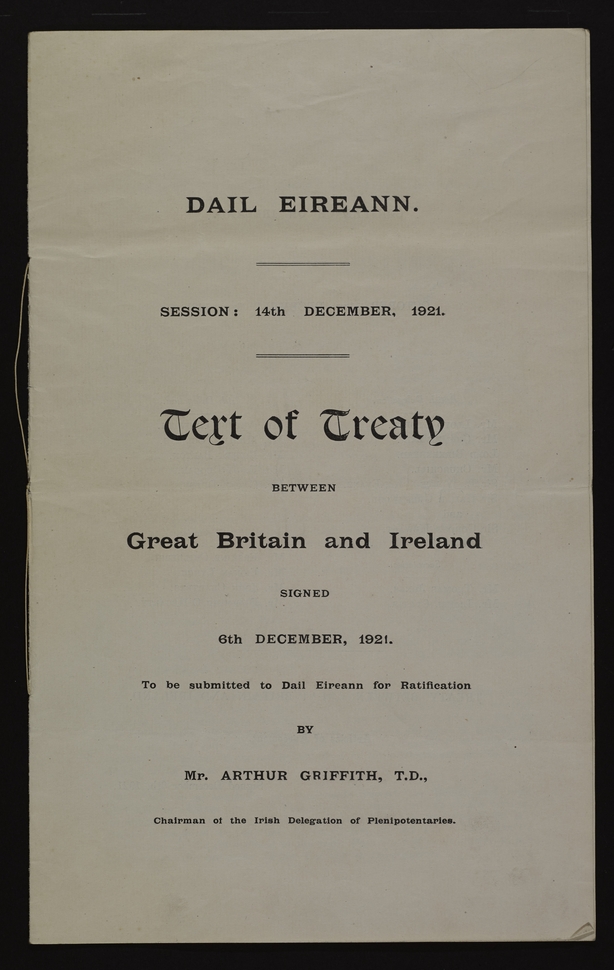 DAIL EIREANN.
SESSION: 14th DECEMBER, 1921.
Text of Treaty
BETWEEN
Great Britain and Ireland
SIGNED
6th DECEMBER, 1921.
To be submitted to Dail Eireann for Ratification
BY
Mr. ARTHUR GRIFFITH, T.D.,
Chairman of the Irish Delegation of Plenipotentaries.